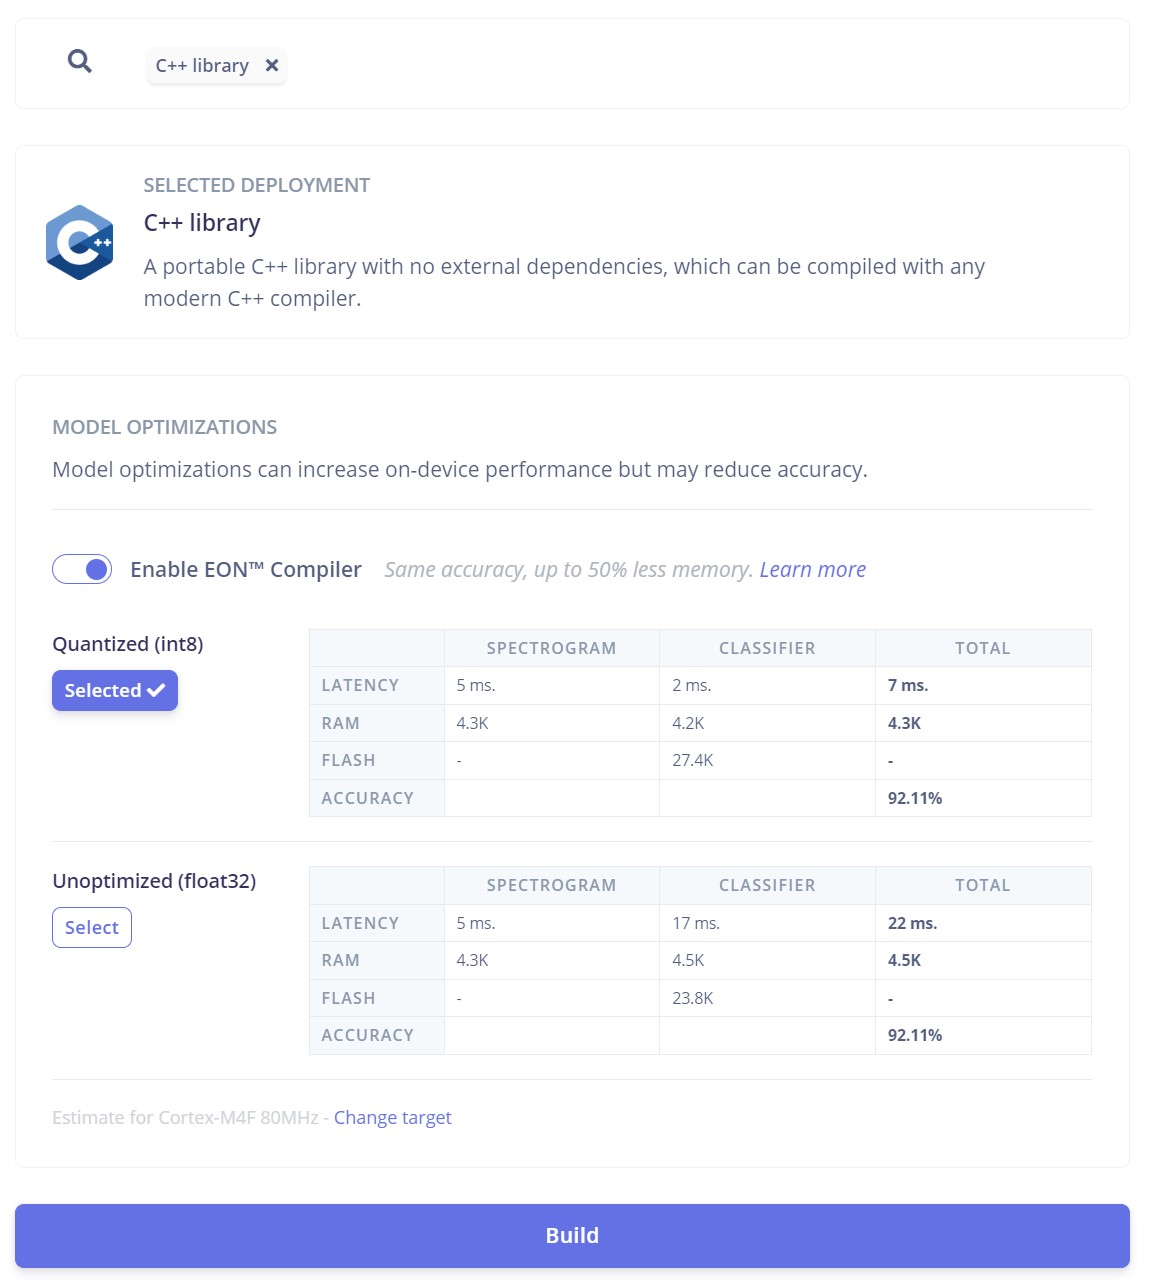 C++ library
SELECTED DEPLOYMENT
C++ library
A portable C++ library with no external dependencies, which can be compiled with any
modern C++ compiler.
MODEL OPTIMIZATIONS
Model optimizations can increase on-device performance but may reduce accuracy.
Enable EON™ Compiler Same accuracy, up to 50% less memory. Learn more
Quantized (int8)
Selected
SPECTROGRAM CLASSIFIER TOTAL
LATENCY 5 ms. 2 ms. 7 ms.
RAM 4.3K 4.2K 4.3K
FLASH - 27.4K -
ACCURACY 92.11%
Unoptimized (float32)
Select
SPECTROGRAM CLASSIFIER TOTAL
LATENCY 5 ms. 17 ms. 22 ms.
RAM 4.3K 4.5K 4.5K
FLASH - 23.8K -
ACCURACY 92.11%
Estimate for Cortex-M4F 80MHz - Change target
Build